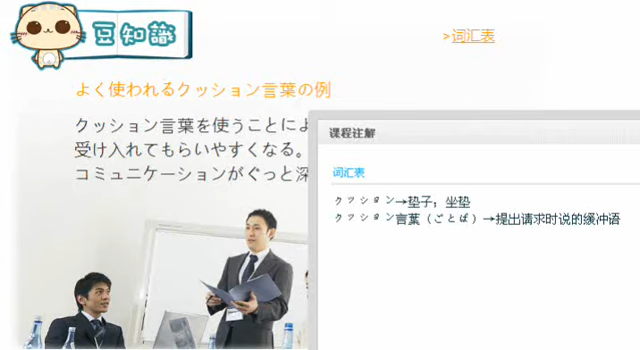 豆知識
>词汇表
よく使われるクッション言葉の例
クッション言葉を使うことによ
受け入れてもらいやすくなる。
コミュニケーションがぐっと深
课程注解
词汇表
クッション→垫子，坐垫
クッション言葉（ごとば）→提出请求时说的缓冲语